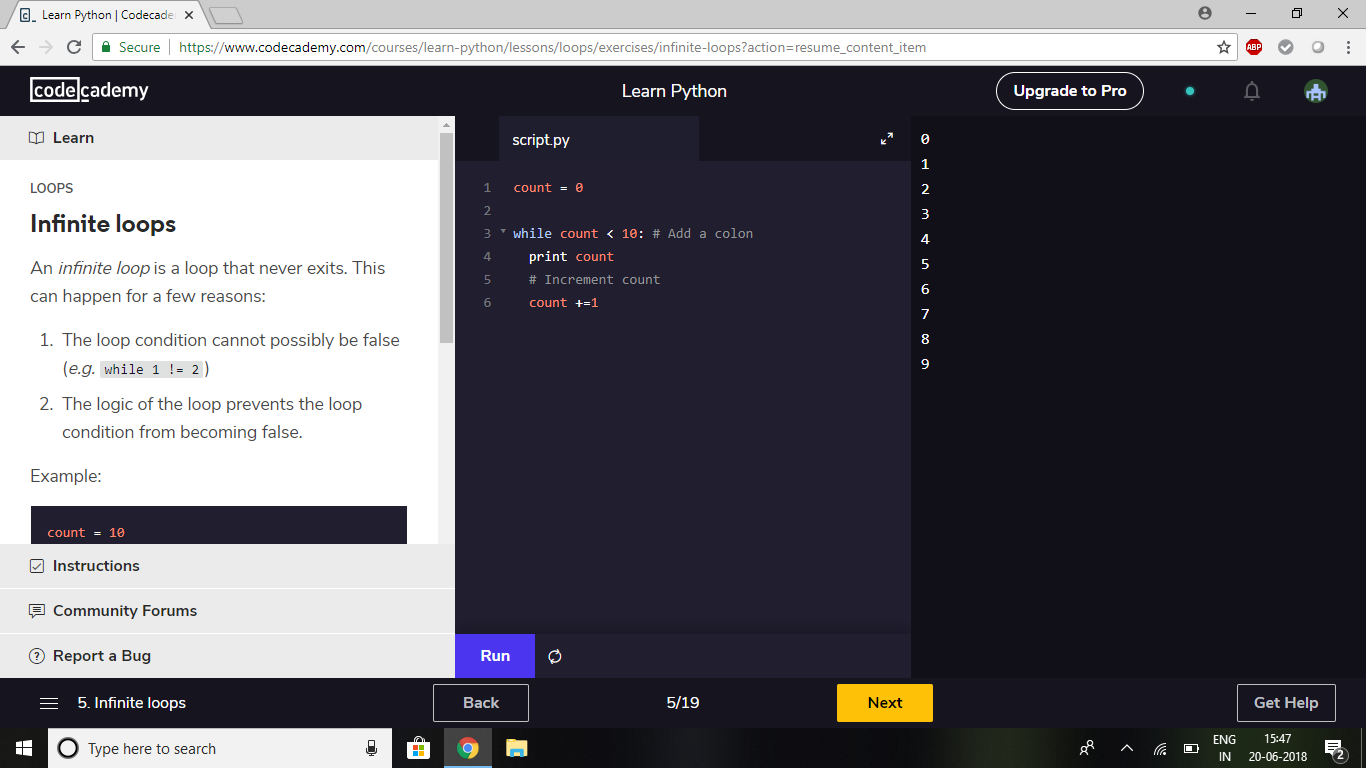 Learn Python | Codecade
Secure
https://www.codecademy.com/courses/learn-python/lessons/loops/exercises/infinite-loops?action=resume_content_item
ABP
codecademy
Learn Python
Upgrade to Pro
Learn
LOOPS
Infinite loops
An infinite loop is a loop that never exits. This
can happen for a few reasons:
1. The loop condition cannot possibly be false
(e.g. while 1 != 2 )
2. The logic of the loop prevents the loop
condition from becoming false.
Example:
count = 10
Instructions
Community Forums
Report a Bug
script.py
1 count = 0
2
3 while count < 10: # Add a colon
4 print count
5 # Increment count
6 count +=1
Run
0
1
2
3
4
5
6
7
8
9
5. Infinite loops
Back
5/19
Next
Get Help
Type here to search
ENG
IN
15:47
20-06-2018
2